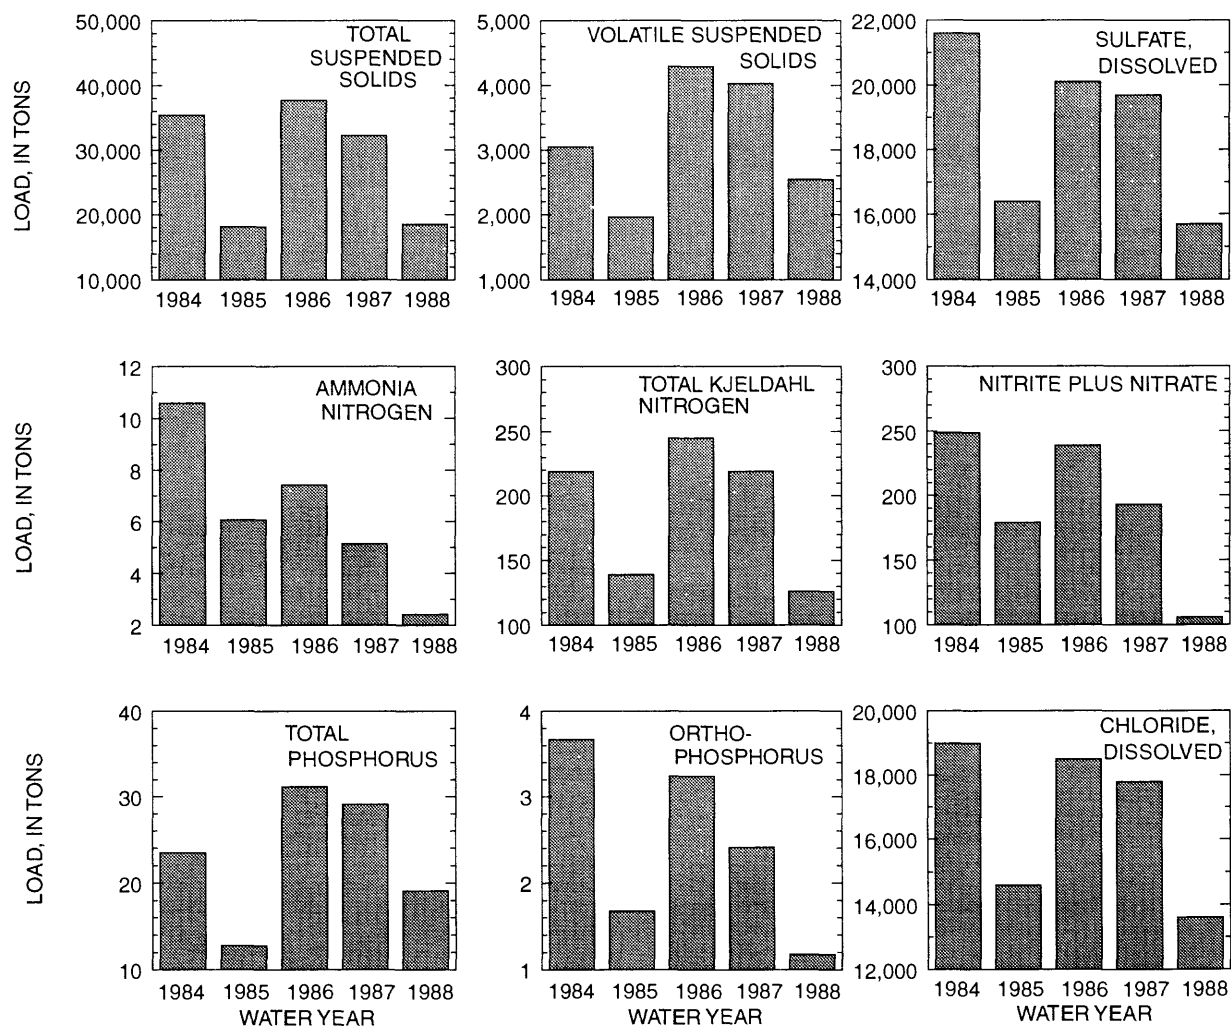 TOTAL
SUSPENDED
SOLIDS
LOAD, IN TONS
50,000
40,000
30,000
20,000
10,000
1984 1985 1986 1987 1988
VOLATILE SUSPENDED
SOLIDS
5,000
4,000
3,000
2,000
1,000
1984 1985 1986 1987 1988
SULFATE,
DISSOLVED
22,000
20,000
18,000
16,000
14,000
1984 1985 1986 1987 1988
AMMONIA
NITROGEN
LOAD, IN TONS
12
10
8
6
4
2
1984 1985 1986 1987 1988
TOTAL KJELDAHL
NITROGEN
300
250
200
150
100
1984 1985 1986 1987 1988
NITRITE PLUS NITRATE
300
250
200
150
100
1984 1985 1986 1987 1988
TOTAL
PHOSPHORUS
LOAD, IN TONS
40
30
20
10
1984 1985 1986 1987 1988
WATER YEAR
ORTHO-
PHOSPHORUS
4
3
2
1
1984 1985 1986 1987 1988
WATER YEAR
CHLORIDE,
DISSOLVED
20,000
18,000
16,000
14,000
12,000
1984 1985 1986 1987 1988
WATER YEAR